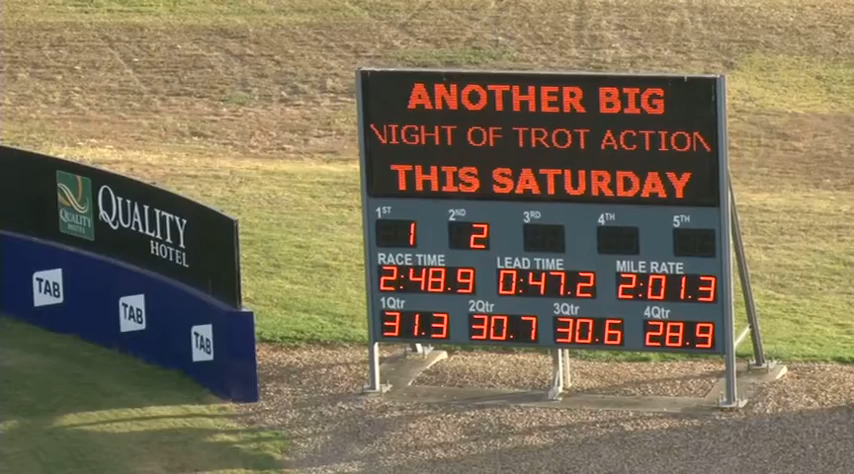 ANOTHER BIG
NIGHT OF TROT ACTION
THIS SATURDAY
1ST 2ND 3RD 4TH 5TH
1 2
RACE TIME LEAD TIME MILE RATE
2:48.9 0:47.2 2:01.3
1Qtr 2Qtr 3Qtr 4Qtr
31.3 30.7 30.6 28.9
QUALITY
QUALITY
HOTEL
TAB
TAB
TAB